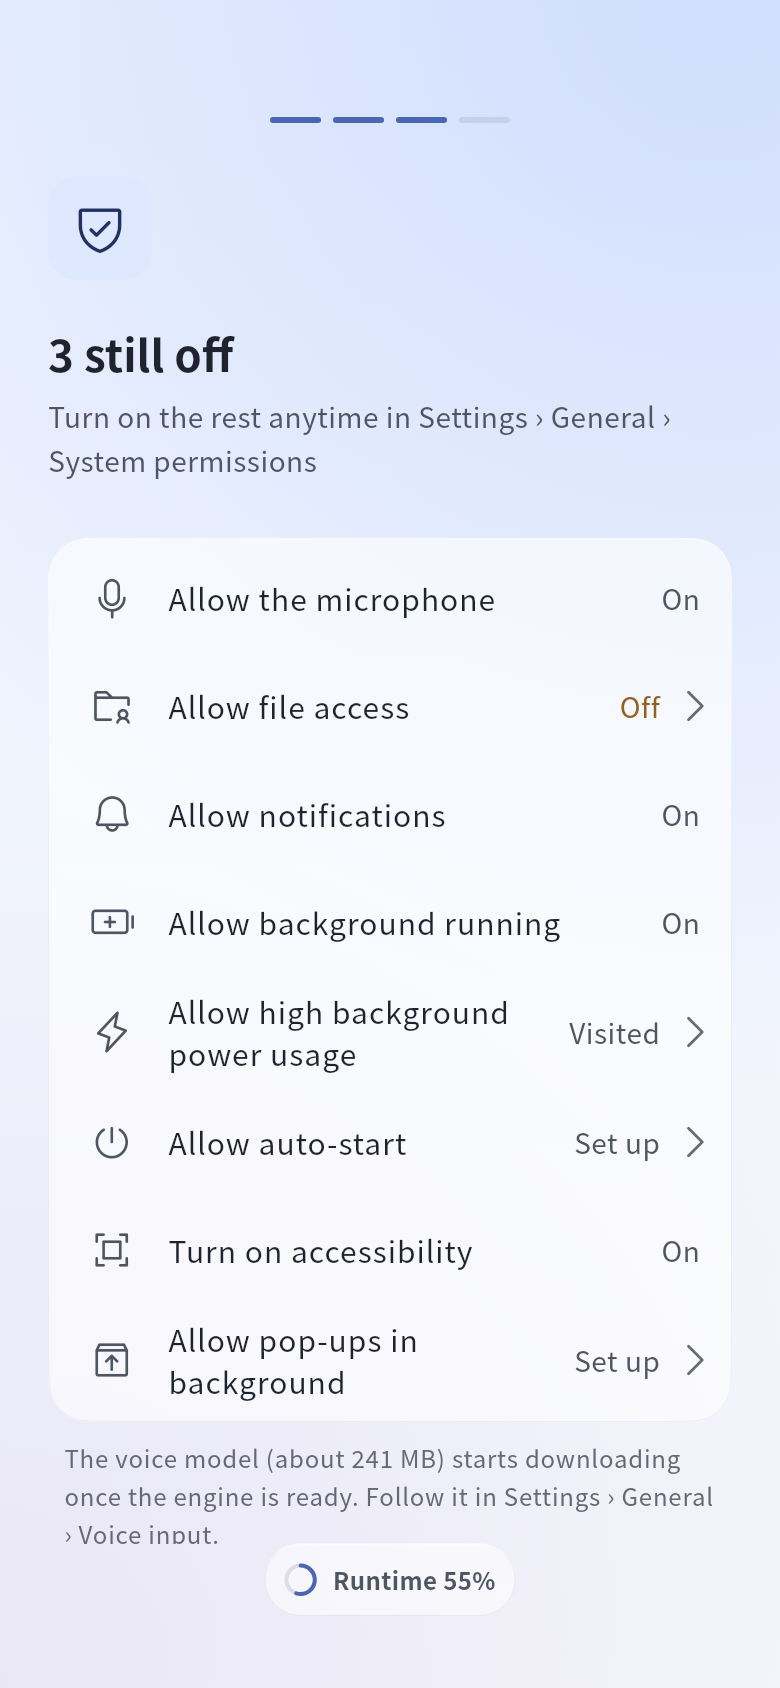 3 still off
Turn on the rest anytime in Settings › General ›
System permissions
Allow the microphone
On
Allow file access
Off
Allow notifications
On
Allow background running
On
Allow high background
power usage
Visited
Allow auto-start
Set up
Turn on accessibility
On
Allow pop-ups in
background
Set up
The voice model (about 241 MB) starts downloading
once the engine is ready. Follow it in Settings › General
› Voice input.
Runtime 55%